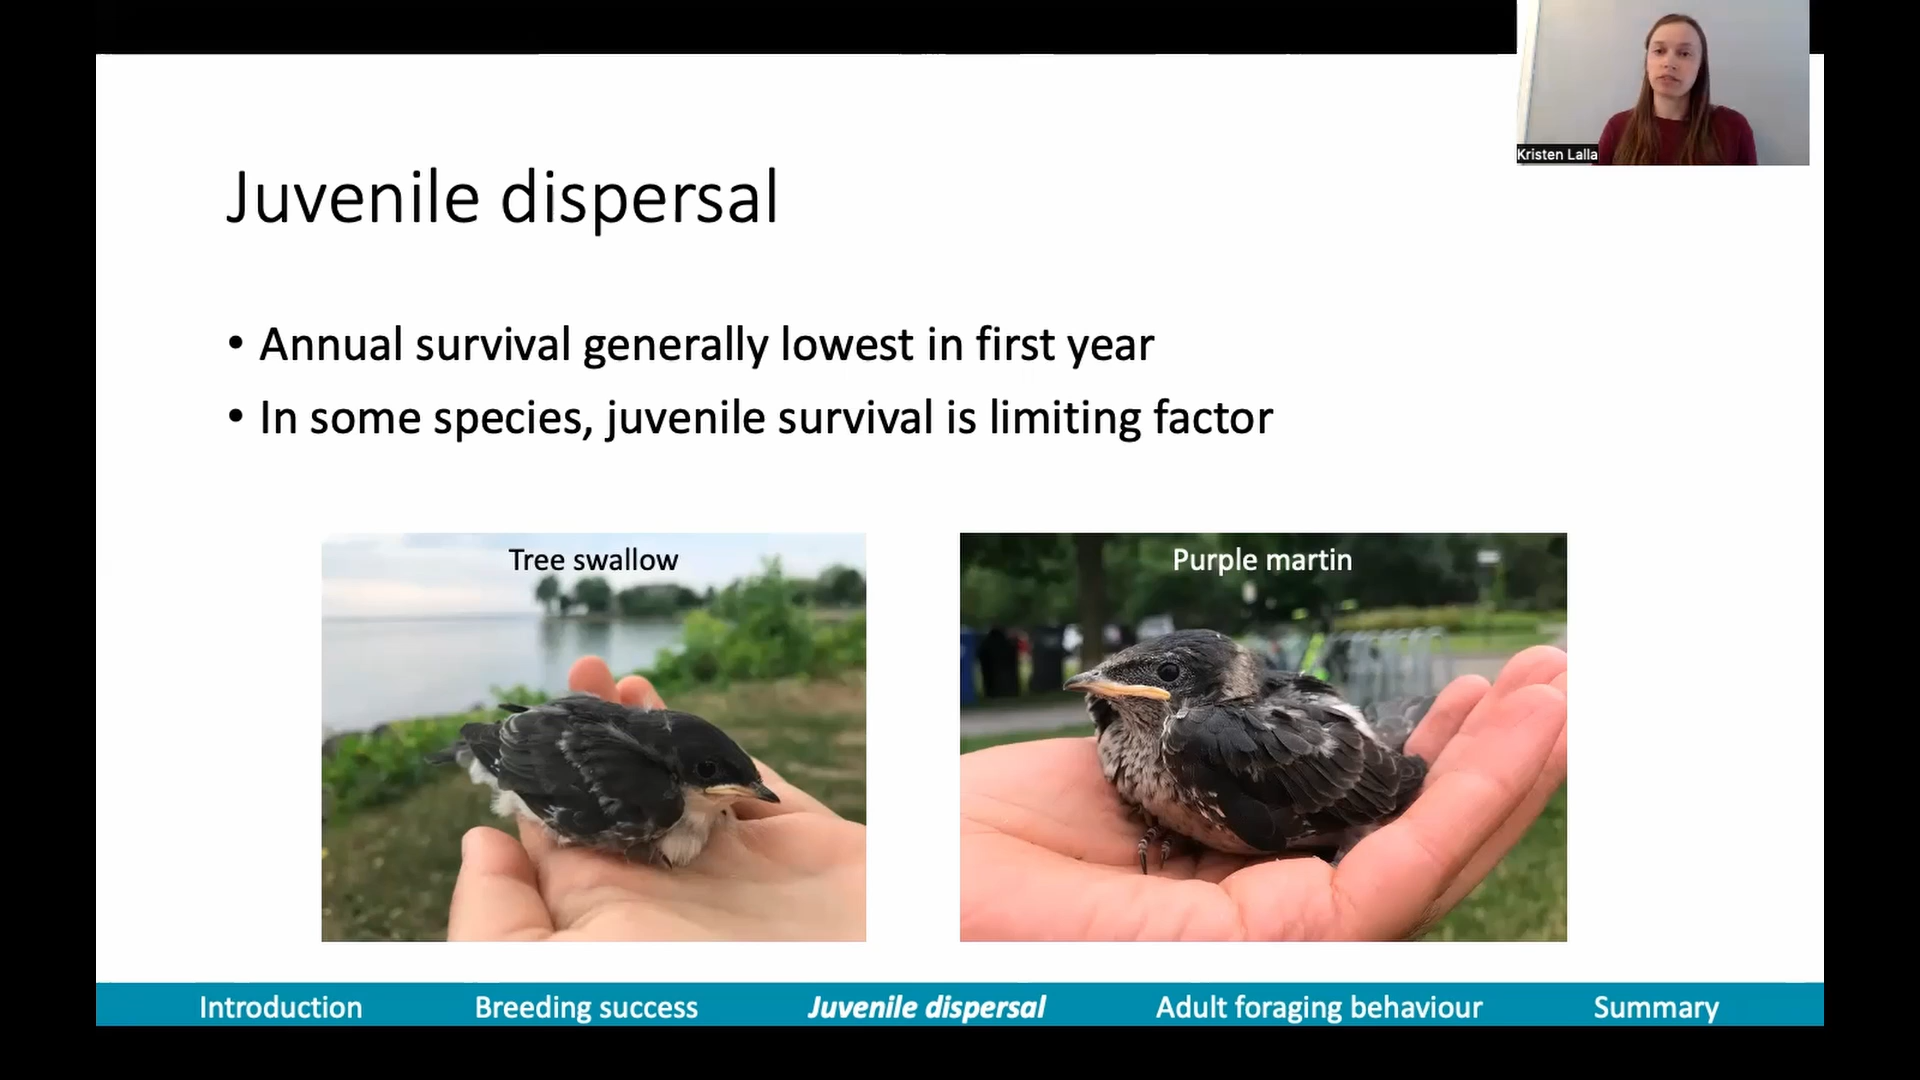 Kristen Lalla
Juvenile dispersal
• Annual survival generally lowest in first year
• In some species, juvenile survival is limiting factor
Tree swallow
Purple martin
Introduction
Breeding success
Juvenile dispersal
Adult foraging behaviour
Summary